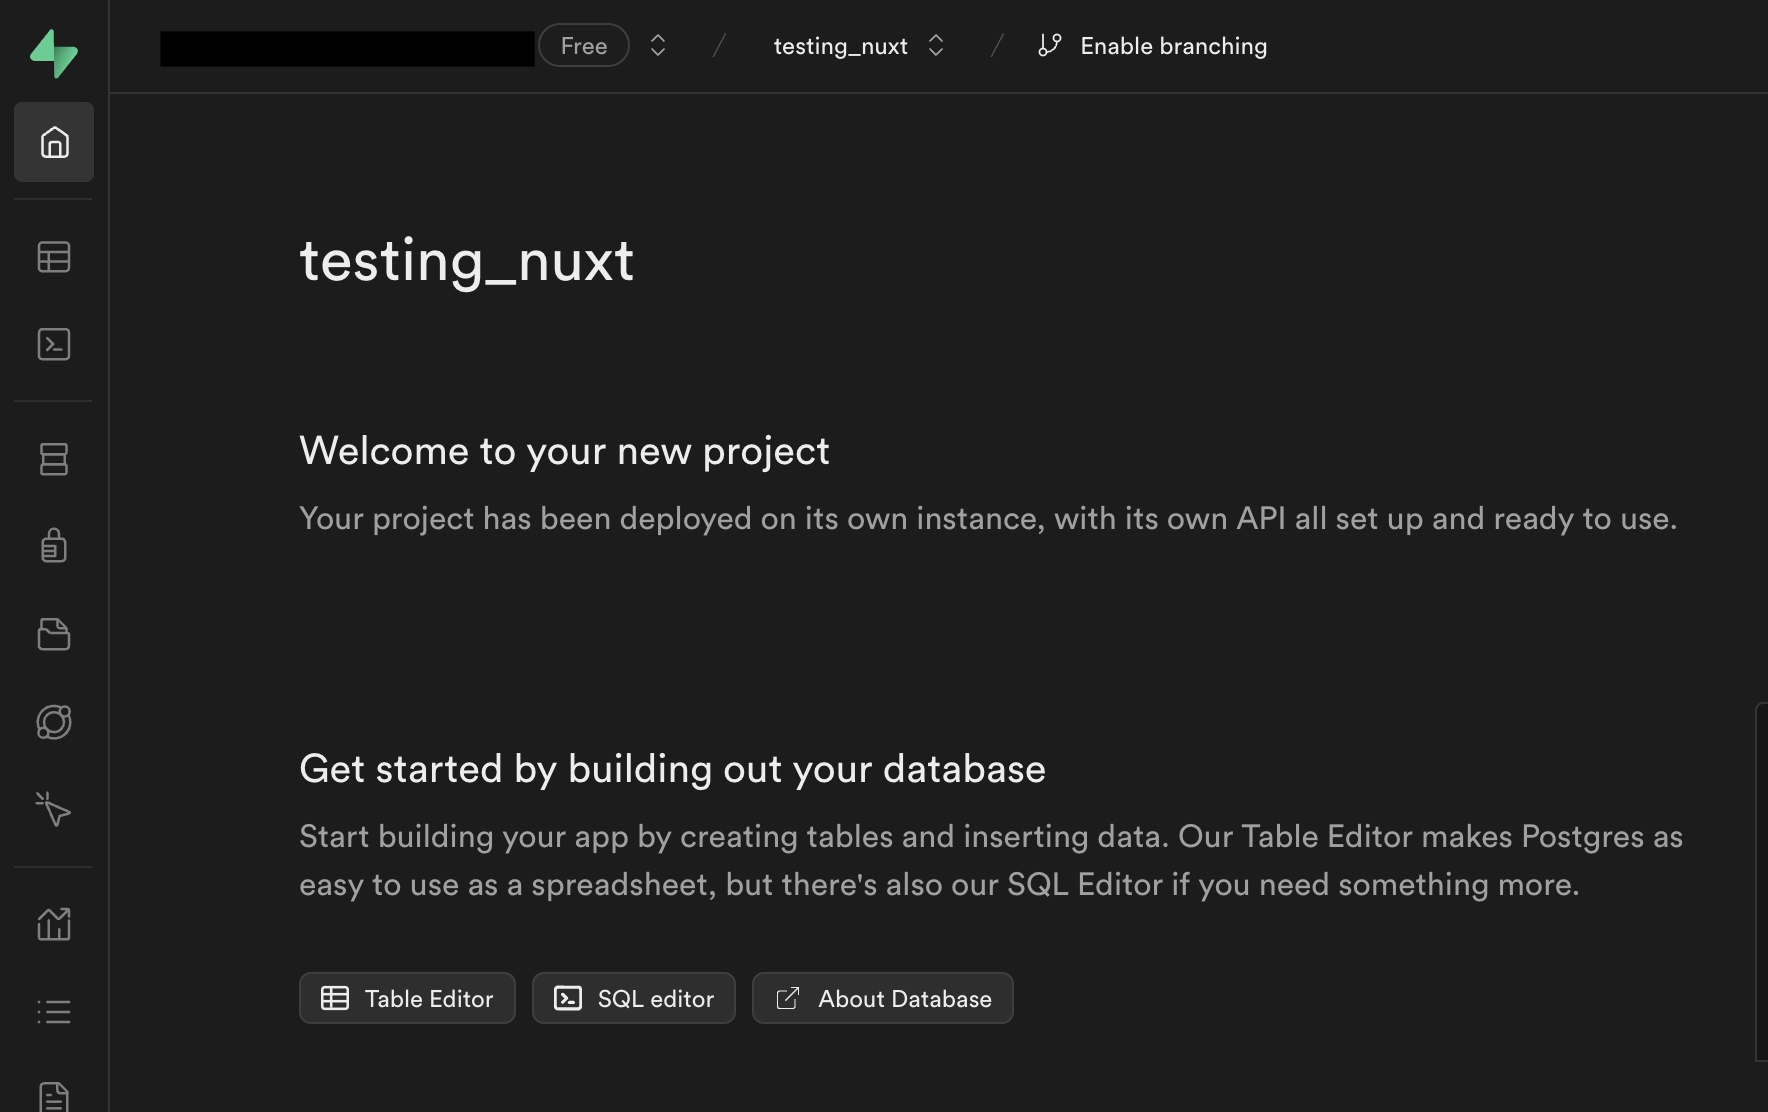 Free / testing_nuxt / Enable branching
testing_nuxt
Welcome to your new project
Your project has been deployed on its own instance, with its own API all set up and ready to use.
Get started by building out your database
Start building your app by creating tables and inserting data. Our Table Editor makes Postgres as
easy to use as a spreadsheet, but there's also our SQL Editor if you need something more.
Table Editor SQL editor About Database